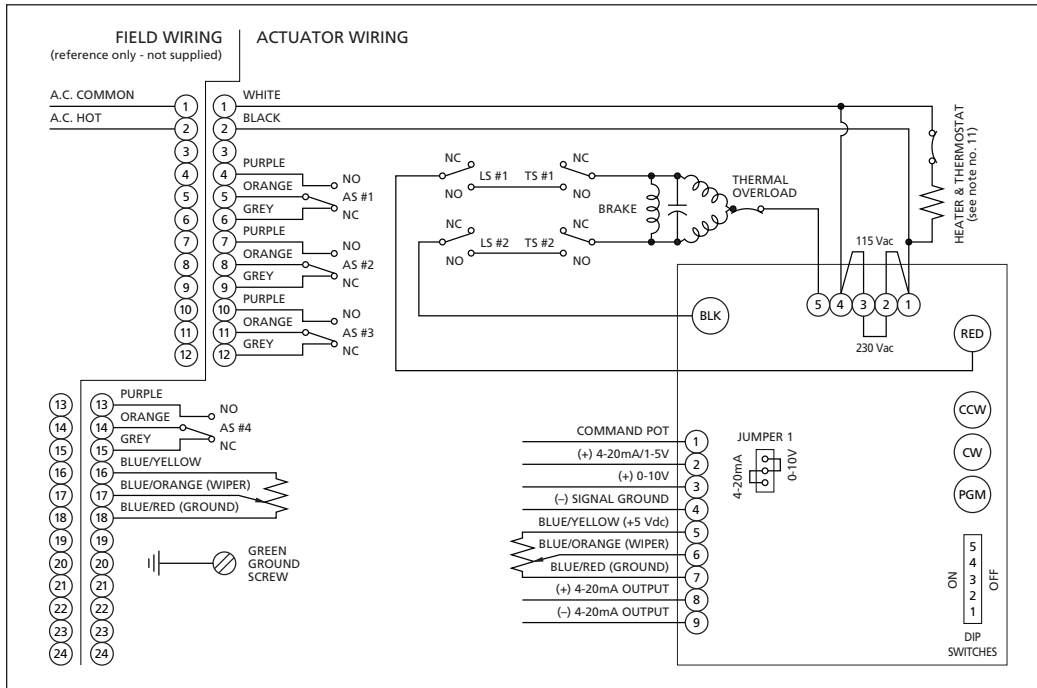 FIELD WIRING
(reference only - not supplied)
ACTUATOR WIRING
A.C. COMMON
A.C. HOT
1
2
3
4
5
6
7
8
9
10
11
12
1 WHITE
2 BLACK
3
4 PURPLE
5 ORANGE
6 GREY
NO
AS #1
NC
7 PURPLE
8 ORANGE
9 GREY
NO
AS #2
NC
10 PURPLE
11 ORANGE
12 GREY
NO
AS #3
NC
13
14
15
16
17
18
19
20
21
22
23
24
13 PURPLE
14 ORANGE
15 GREY
NO
AS #4
NC
16 BLUE/YELLOW
17 BLUE/ORANGE (WIPER)
18 BLUE/RED (GROUND)
19
20
21
22
23
24
GREEN
GROUND
SCREW
NC
LS #1
NO
NC
TS #1
NO
NC
LS #2
NO
NC
TS #2
NO
BRAKE
THERMAL
OVERLOAD
HEATER & THERMOSTAT
(see note no. 11)
115 Vac
5 4 3 2 1
230 Vac
BLK
RED
CCW
CW
PGM
COMMAND POT 1
(+) 4-20mA/1-5V 2
(+) 0-10V 3
(–) SIGNAL GROUND 4
BLUE/YELLOW (+5 Vdc) 5
BLUE/ORANGE (WIPER) 6
BLUE/RED (GROUND) 7
(+) 4-20mA OUTPUT 8
(–) 4-20mA OUTPUT 9
JUMPER 1
4-20mA
0-10V
ON
5
4
3
2
1
OFF
DIP
SWITCHES